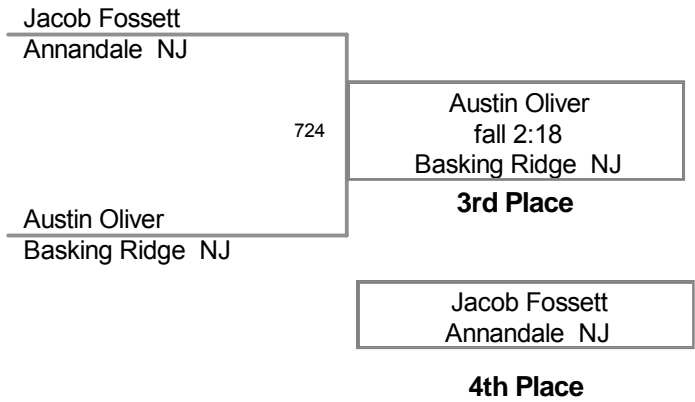 Jacob Fossett
Annandale  NJ
724
Austin Oliver
fall 2:18
Basking Ridge  NJ
3rd Place
Austin Oliver
Basking Ridge  NJ
Jacob Fossett
Annandale  NJ
4th Place